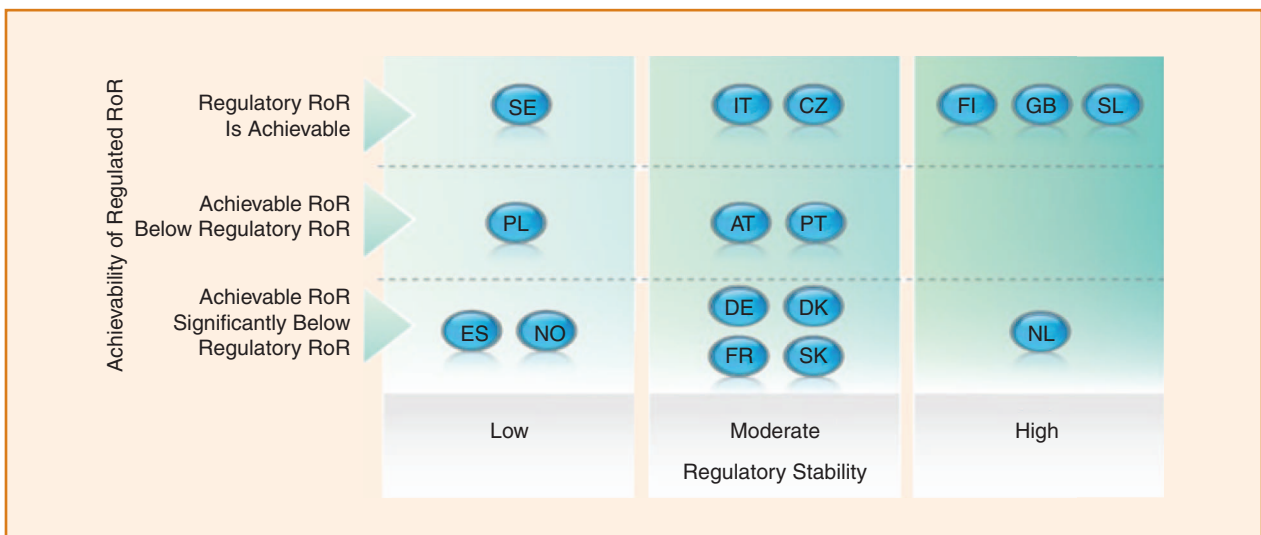 Achievability of Regulated RoR
Regulatory RoR
Is Achievable
SE
IT
CZ
FI
GB
SL
Achievable RoR
Below Regulatory RoR
PL
AT
PT
Achievable RoR
Significantly Below
Regulatory RoR
ES
NO
DE
DK
FR
SK
NL
Low
Moderate
High
Regulatory Stability